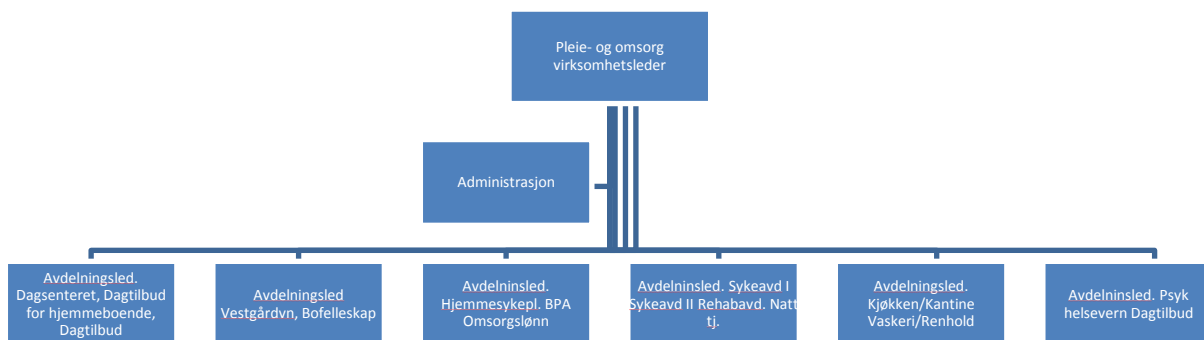 Pleie- og omsorg
virksomhetsleder
Administrasjon
Avdelningsled.
Dagsenteret, Dagtilbud
for hjemmeboende,
Dagtilbud
Avdelningsled
Vestgårdvn, Bofelleskap
Avdelninsled.
Hjemmesykepl. BPA
Omsorgslønn
Avdelninsled. Sykeavd I
Sykeavd II Rehabavd. Natt
tj.
Avdelningsled.
Kjøkken/Kantine
Vaskeri/Renhold
Avdelinsled. Psyk
helsevern Dagtilbud